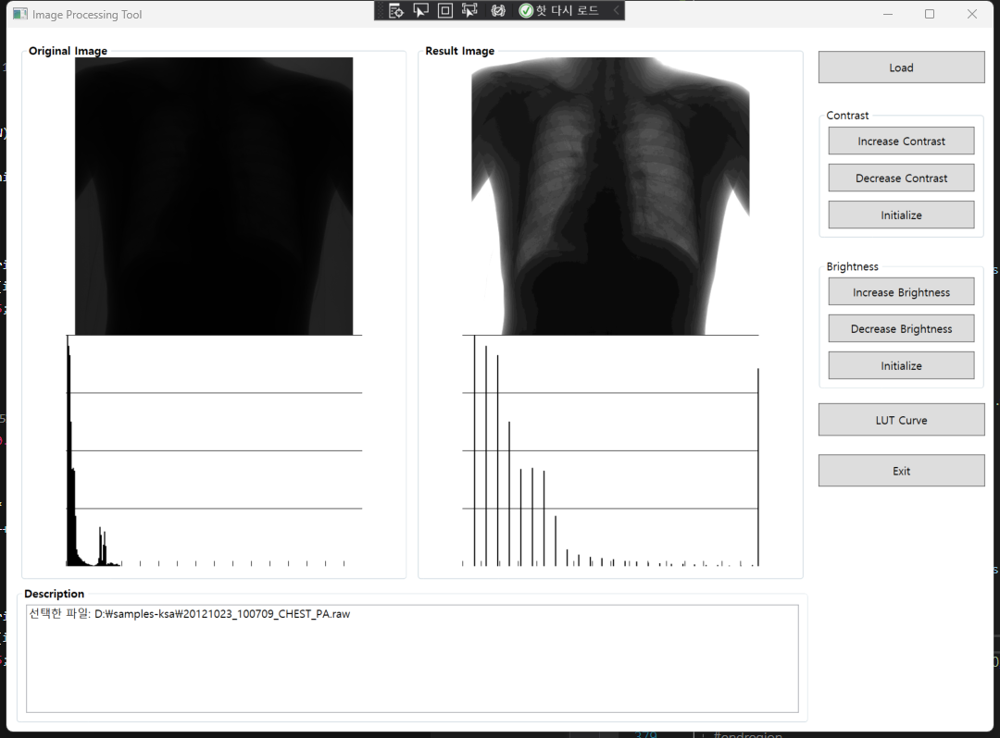 Image Processing Tool
핫 다시 로드
Original Image
Result Image
Load
Contrast
Increase Contrast
Decrease Contrast
Initialize
Brightness
Increase Brightness
Decrease Brightness
Initialize
LUT Curve
Exit
Description
선택한 파일: D:\samples-ksa\20121023_100709_CHEST_PA.raw
379
#endregion